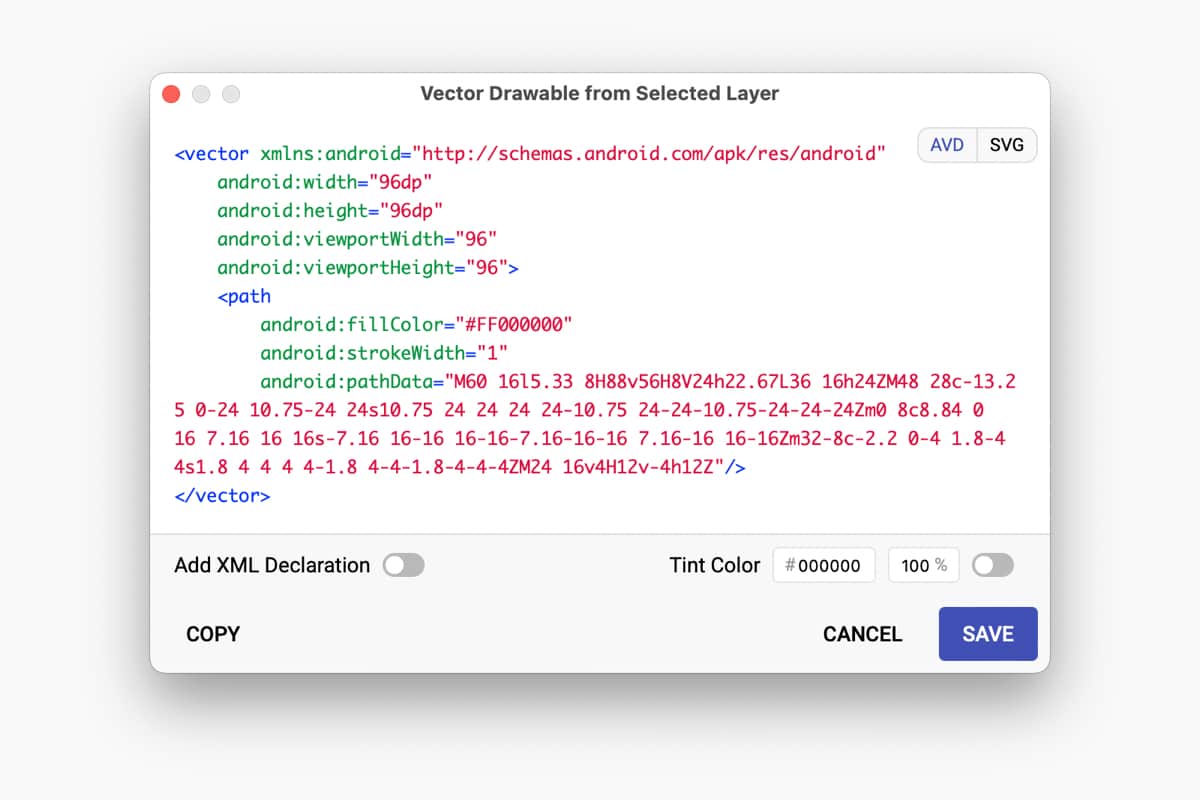 Vector Drawable from Selected Layer
AVD SVG
<vector xmlns:android="http://schemas.android.com/apk/res/android"
android:width="96dp"
android:height="96dp"
android:viewportWidth="96"
android:viewportHeight="96">
<path
android:fillColor="#FF000000"
android:strokeWidth="1"
android:pathData="M60 16l5.33 8H88v56H8V24h22.67L36 16h24ZM48 28c-13.2
5 0-24 10.75-24 24s10.75 24 24 24 24-10.75 24-24-10.75-24-24-24Zm0 8c8.84 0
16 7.16 16 16s-7.16 16-16 16-16-7.16-16-16 7.16-16 16-16Zm32-8c-2.2 0-4 1.8-4
4s1.8 4 4 4 4-1.8 4-4-1.8-4-4-4ZM24 16v4H12v-4h12Z"/>
</vector>
Add XML Declaration
Tint Color #000000 100 %
COPY CANCEL SAVE